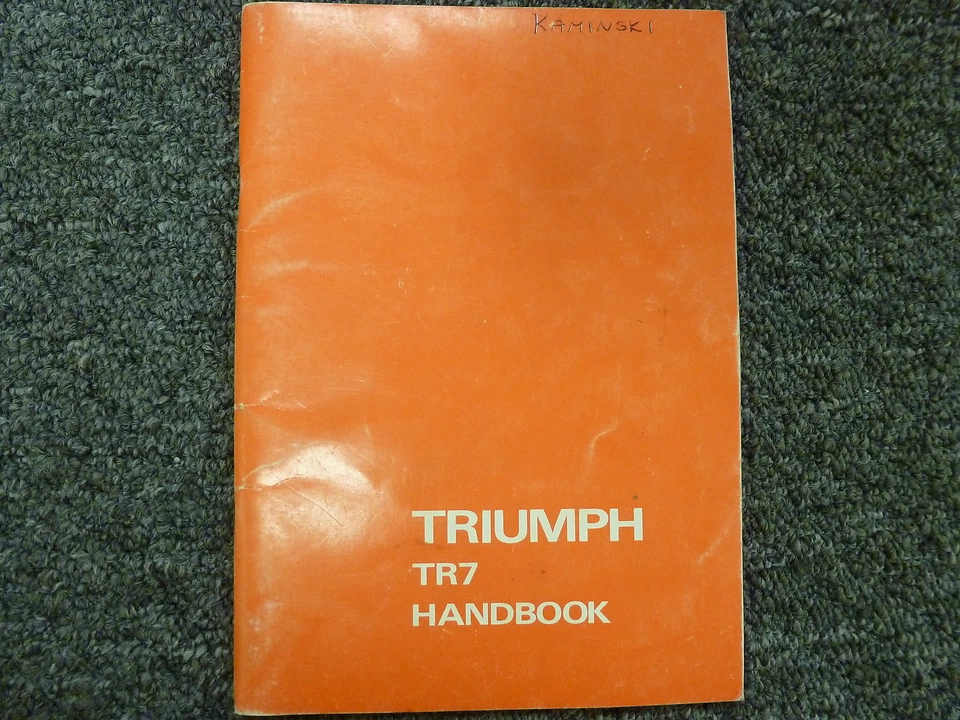 KAMINSKI
TRIUMPH
TR7
HANDBOOK